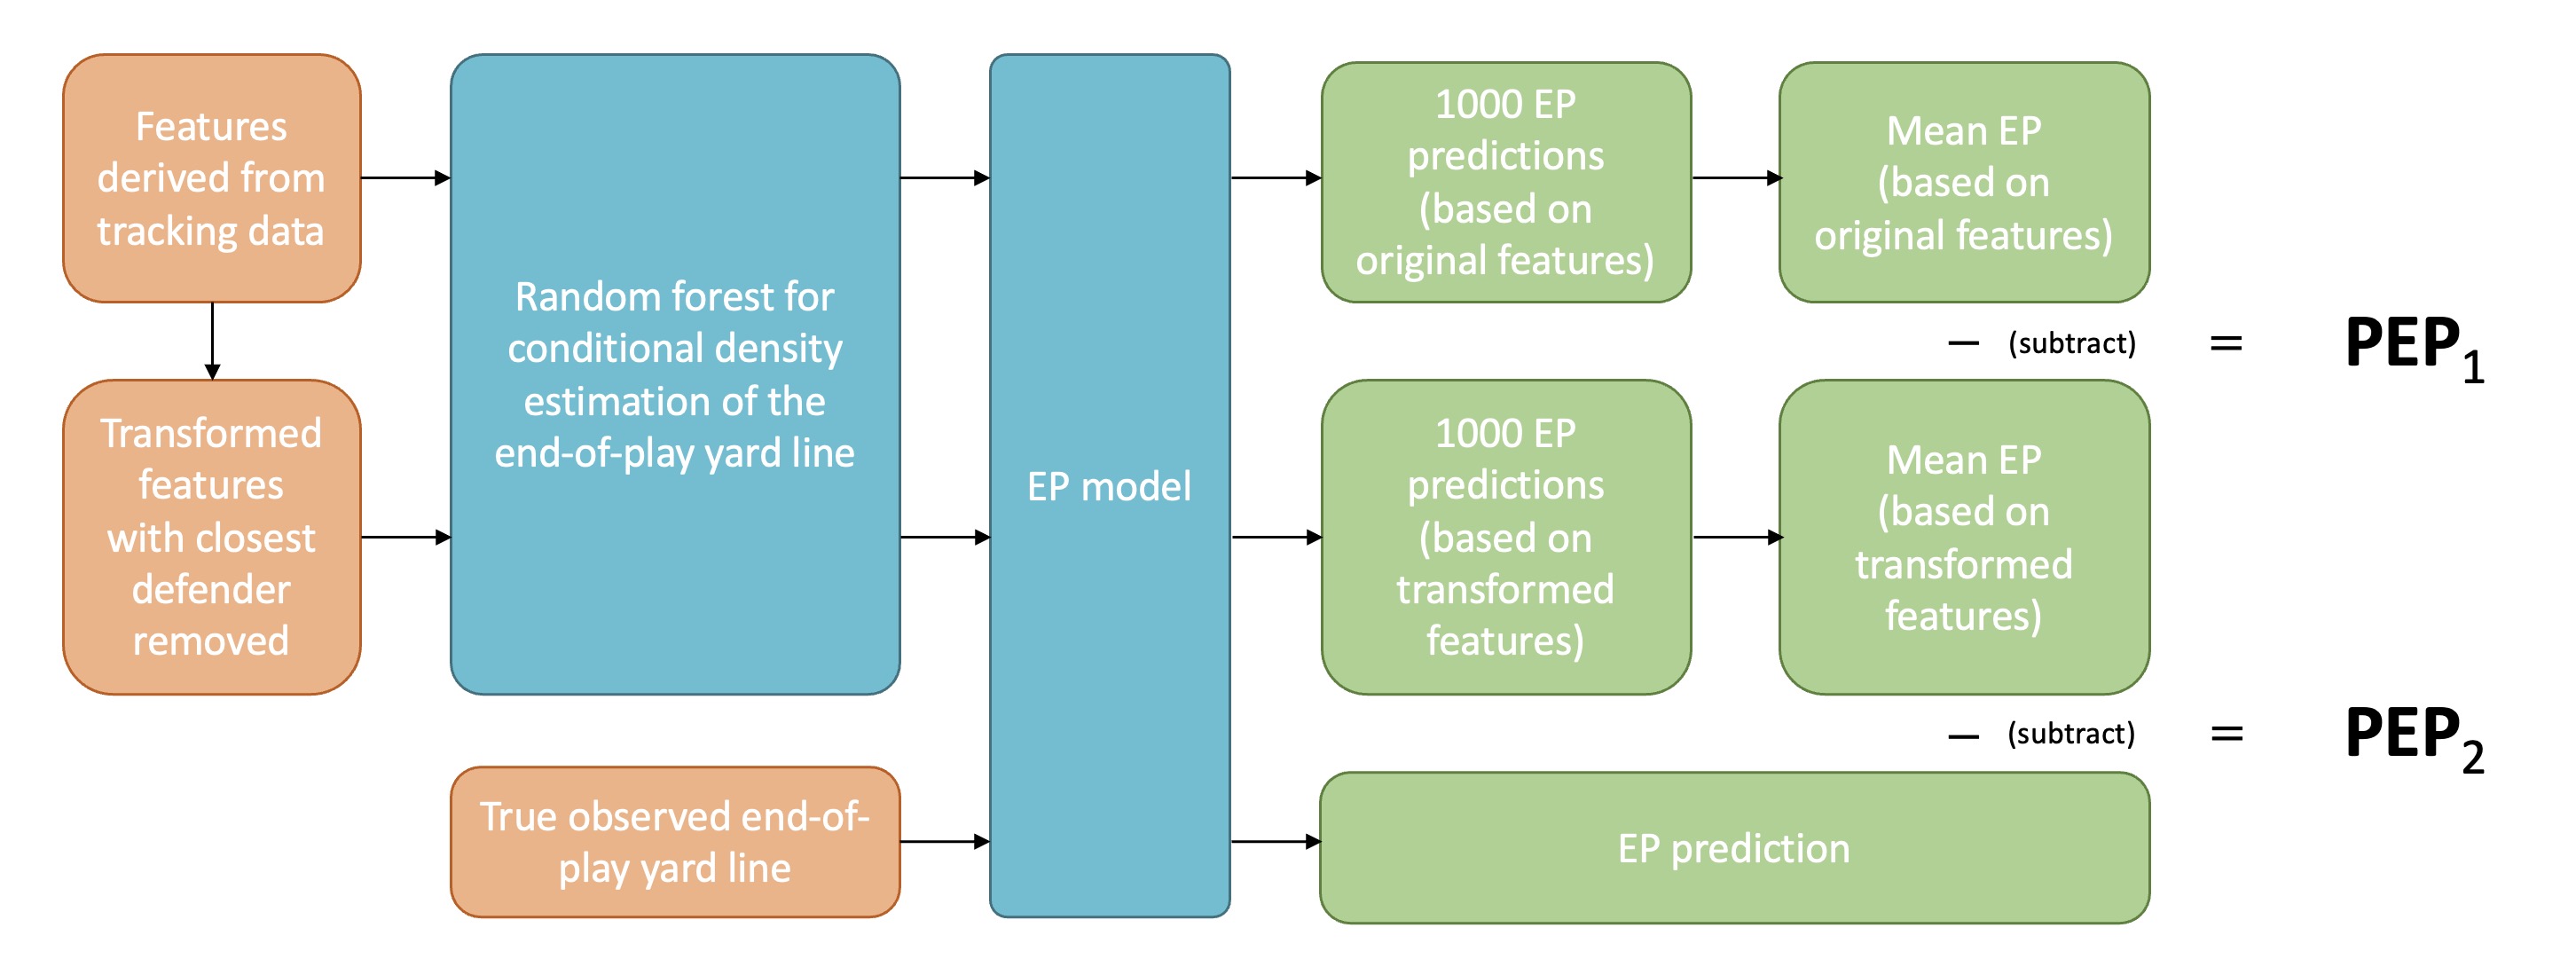 Features
derived from
tracking data
Transformed
features
with closest
defender
removed
Random forest for
conditional density
estimation of the
end-of-play yard line
True observed end-of-
play yard line
EP model
1000 EP
predictions
(based on
original features)
Mean EP
(based on
original features)
— (subtract) = PEP1
1000 EP
predictions
(based on
transformed
features)
Mean EP
(based on
transformed
features)
— (subtract) = PEP2
EP prediction